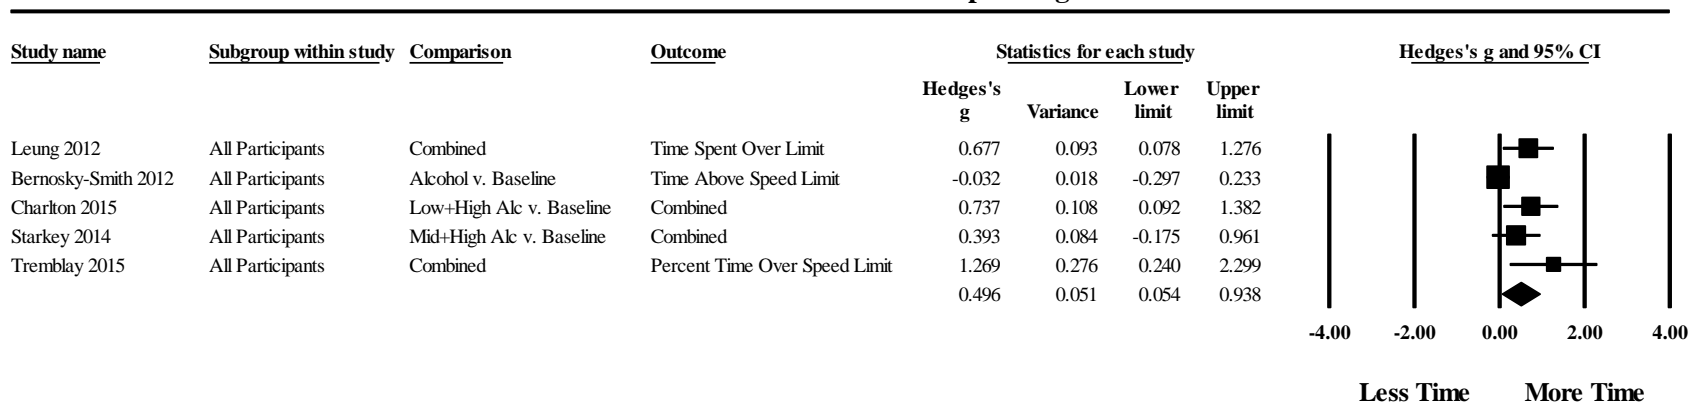 Study name Subgroup within study Comparison Outcome Statistics for each study Hedges's g and 95% CI
Hedges's Lower Upper
g Variance limit limit
Leung 2012 All Participants Combined Time Spent Over Limit 0.677 0.093 0.078 1.276
Bernosky-Smith 2012 All Participants Alcohol v. Baseline Time Above Speed Limit -0.032 0.018 -0.297 0.233
Charlton 2015 All Participants Low+High Alc v. Baseline Combined 0.737 0.108 0.092 1.382
Starkey 2014 All Participants Mid+High Alc v. Baseline Combined 0.393 0.084 -0.175 0.961
Tremblay 2015 All Participants Combined Percent Time Over Speed Limit 1.269 0.276 0.240 2.299
0.496 0.051 0.054 0.938
-4.00 -2.00 0.00 2.00 4.00
Less Time More Time